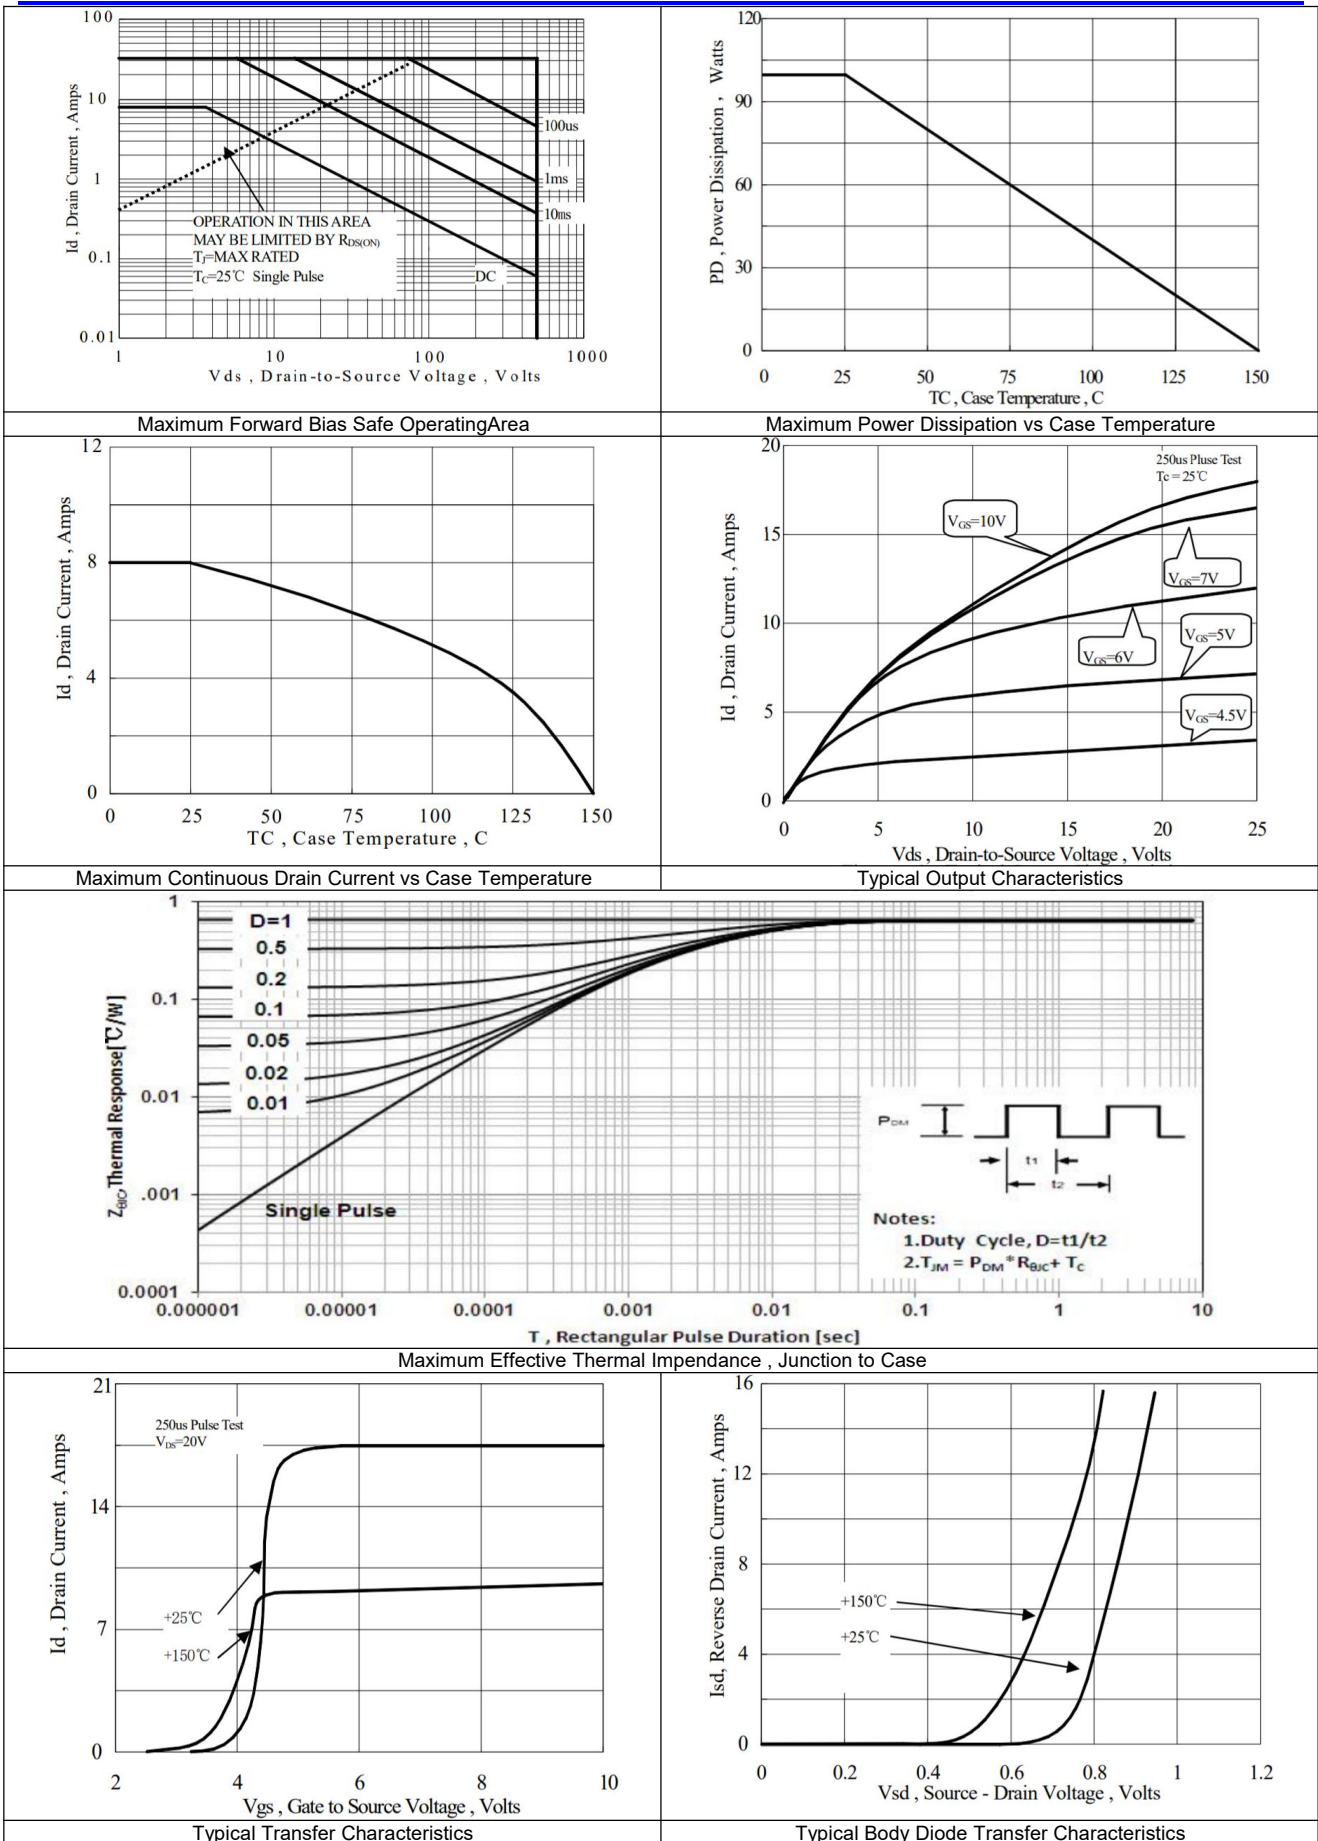 100
10
1
0.1
0.01
Id , Drain Current , Amps
100us
1ms
10ms
OPERATION IN THIS AREA
MAY BE LIMITED BY RDS(ON)
TJ=MAX RATED
TC=25℃ Single Pulse
DC
1 10 100 1000
Vds , Drain-to-Source Voltage , Volts
Maximum Forward Bias Safe OperatingArea
120
90
60
30
0
PD , Power Dissipation , Watts
0 25 50 75 100 125 150
TC , Case Temperature , C
Maximum Power Dissipation vs Case Temperature
12
8
4
0
Id , Drain Current , Amps
0 25 50 75 100 125 150
TC , Case Temperature , C
Maximum Continuous Drain Current vs Case Temperature
20
15
10
5
0
Id , Drain Current , Amps
250us Pluse Test
Tc = 25℃
VGS=10V
VGS=7V
VGS=6V
VGS=5V
VGS=4.5V
0 5 10 15 20 25
Vds , Drain-to-Source Voltage , Volts
Typical Output Characteristics
1
0.1
0.01
.001
0.0001
ZθJC,Thermal Response[℃/W]
D=1
0.5
0.2
0.1
0.05
0.02
0.01
Single Pulse
PDM
t1
t2
Notes:
1.Duty Cycle, D=t1/t2
2.TJM = PDM*RθJC+ TC
0.000001 0.00001 0.0001 0.001 0.01 0.1 1 10
T , Rectangular Pulse Duration [sec]
Maximum Effective Thermal Impendance , Junction to Case
21
14
7
0
Id , Drain Current , Amps
250us Pulse Test
VDS=20V
+25℃
+150℃
2 4 6 8 10
Vgs , Gate to Source Voltage , Volts
Typical Transfer Characteristics
16
12
8
4
0
Isd, Reverse Drain Current , Amps
+150℃
+25℃
0 0.2 0.4 0.6 0.8 1 1.2
Vsd , Source - Drain Voltage , Volts
Typical Body Diode Transfer Characteristics